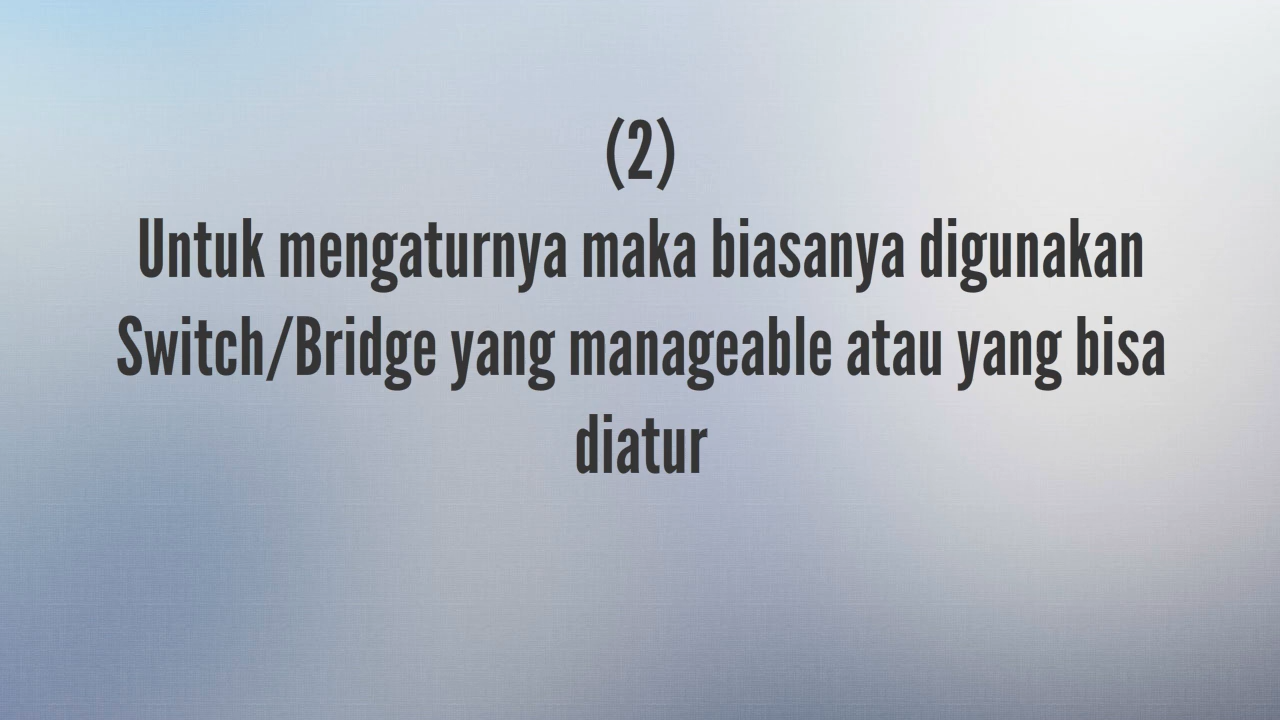 (2)
Untuk mengaturnya maka biasanya digunakan
Switch/Bridge yang manageable atau yang bisa
diatur